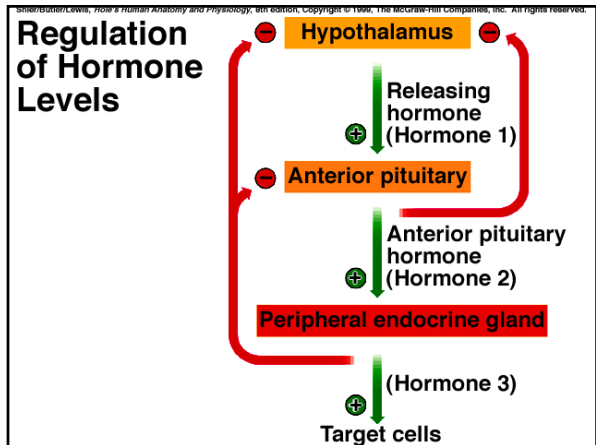 Shier/Butler/Lewis, Hole's Human Anatomy and Physiology, 8th edition, Copyright © 1999, The McGraw-Hill Companies, Inc. All rights reserved.
Regulation
of Hormone
Levels
− Hypothalamus −
Releasing
hormone
+ (Hormone 1)
− Anterior pituitary
Anterior pituitary
hormone
+ (Hormone 2)
Peripheral endocrine gland
(Hormone 3)
+
Target cells